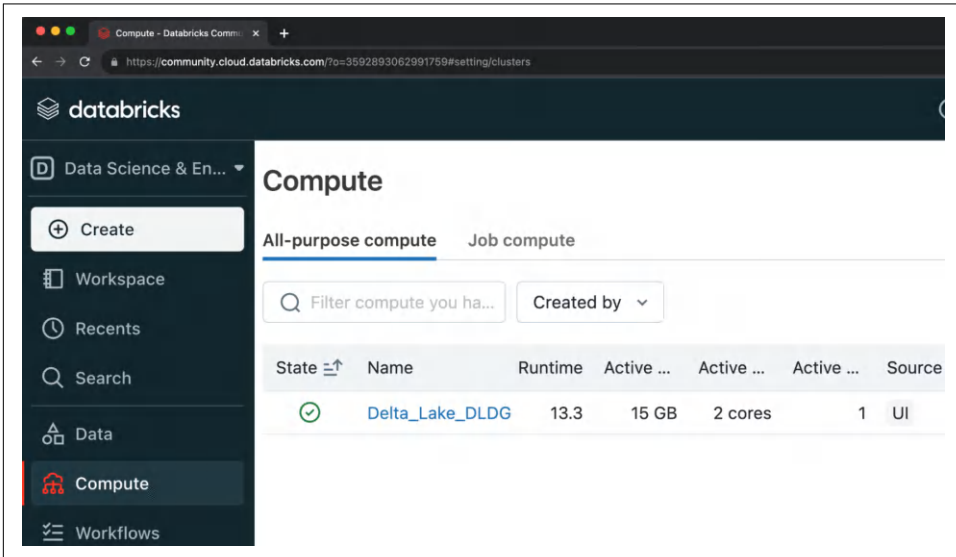 Compute - Databricks Commu
https://community.cloud.databricks.com/?o=3592893062991759#setting/clusters
databricks
D Data Science & En...
Create
Workspace
Recents
Search
Data
Compute
Workflows
Compute
All-purpose compute Job compute
Filter compute you ha... Created by
State Name Runtime Active ... Active ... Active ... Source
Delta_Lake_DLDG 13.3 15 GB 2 cores 1 UI